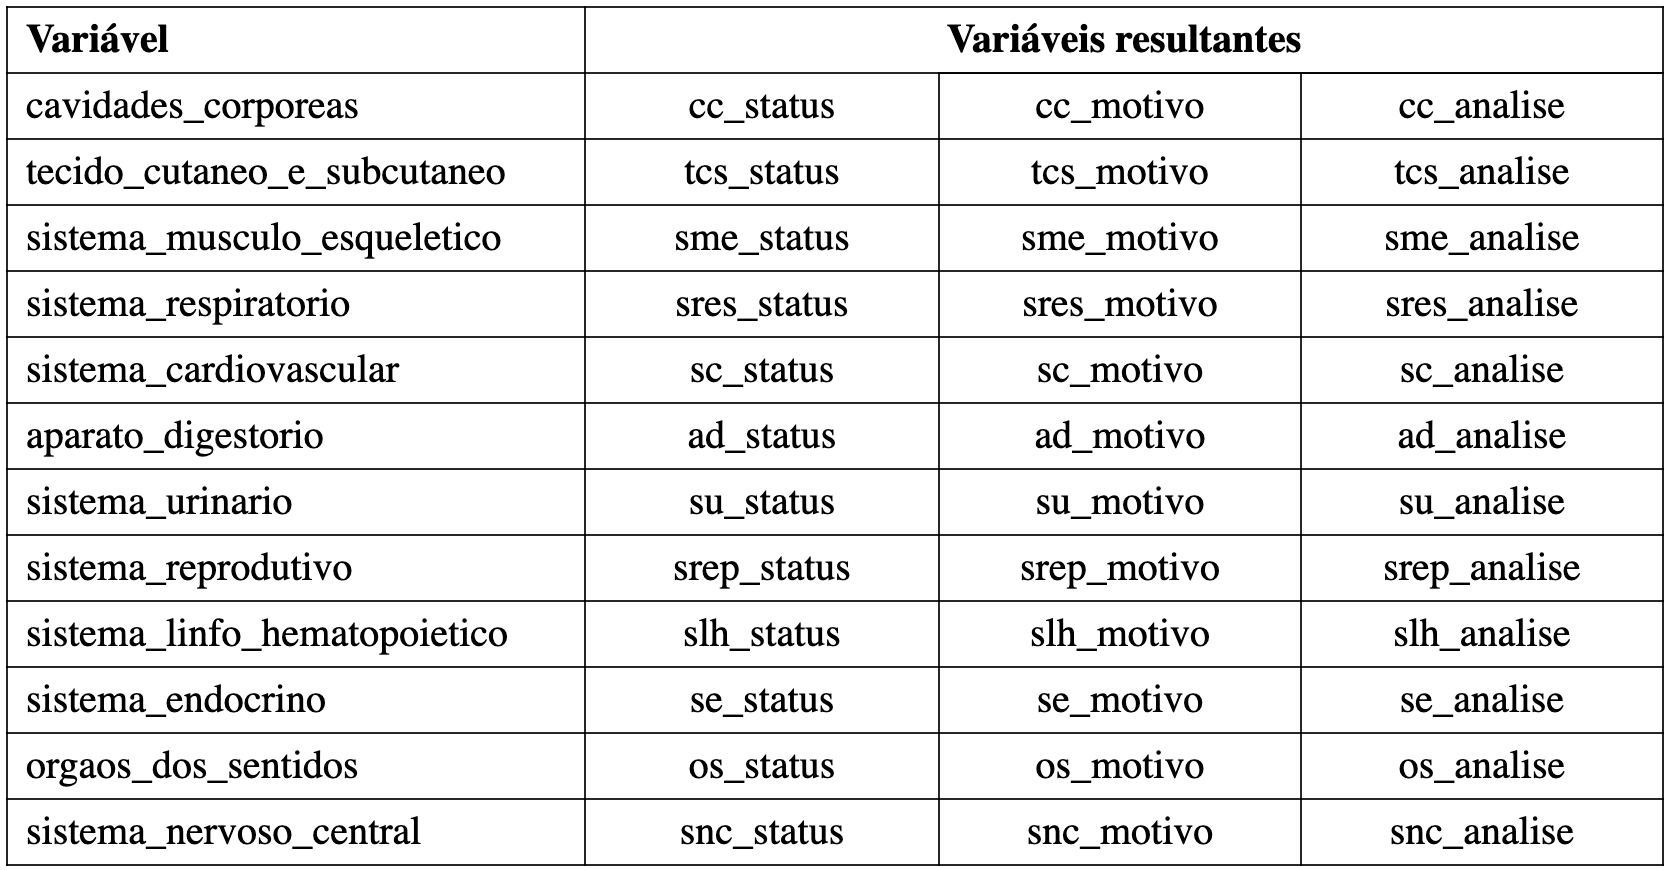 Variável Variáveis resultantes
cavidades_corporeas cc_status cc_motivo cc_analise
tecido_cutaneo_e_subcutaneo tcs_status tcs_motivo tcs_analise
sistema_musculo_esqueletico sme_status sme_motivo sme_analise
sistema_respiratorio sres_status sres_motivo sres_analise
sistema_cardiovascular sc_status sc_motivo sc_analise
aparato_digestorio ad_status ad_motivo ad_analise
sistema_urinario su_status su_motivo su_analise
sistema_reprodutivo srep_status srep_motivo srep_analise
sistema_linfo_hematopoietico slh_status slh_motivo slh_analise
sistema_endocrino se_status se_motivo se_analise
orgaos_dos_sentidos os_status os_motivo os_analise
sistema_nervoso_central snc_status snc_motivo snc_analise